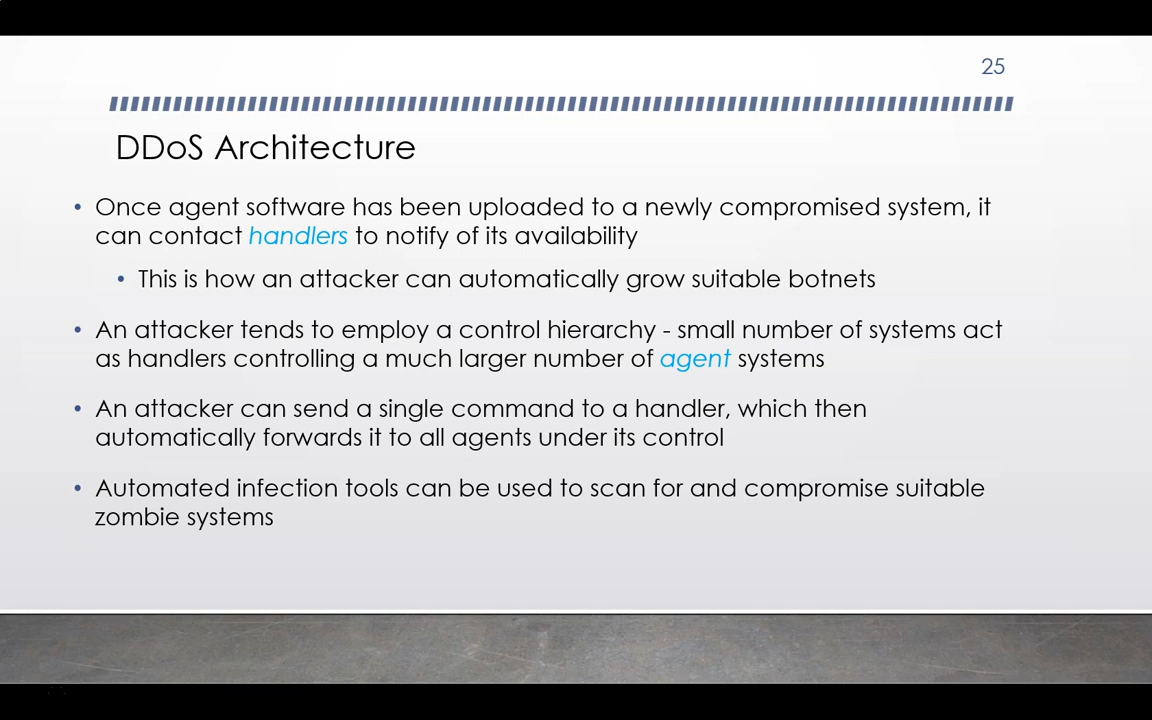 25
DDoS Architecture
• Once agent software has been uploaded to a newly compromised system, it
can contact handlers to notify of its availability
• This is how an attacker can automatically grow suitable botnets
• An attacker tends to employ a control hierarchy - small number of systems act
as handlers controlling a much larger number of agent systems
• An attacker can send a single command to a handler, which then
automatically forwards it to all agents under its control
• Automated infection tools can be used to scan for and compromise suitable
zombie systems